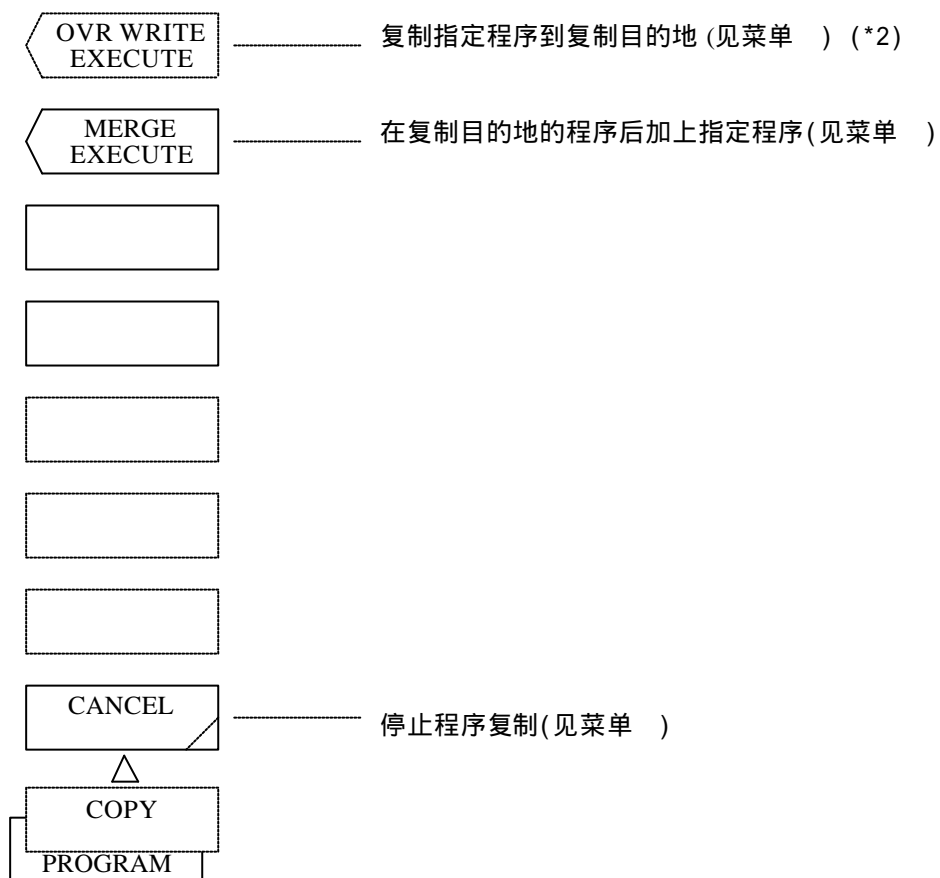 OVR WRITE
EXECUTE
复制指定程序到复制目的地 (见菜单 ) (*2)
MERGE
EXECUTE
在复制目的地的程序后加上指定程序(见菜单 )
CANCEL
停止程序复制(见菜单 )
COPY
PROGRAM